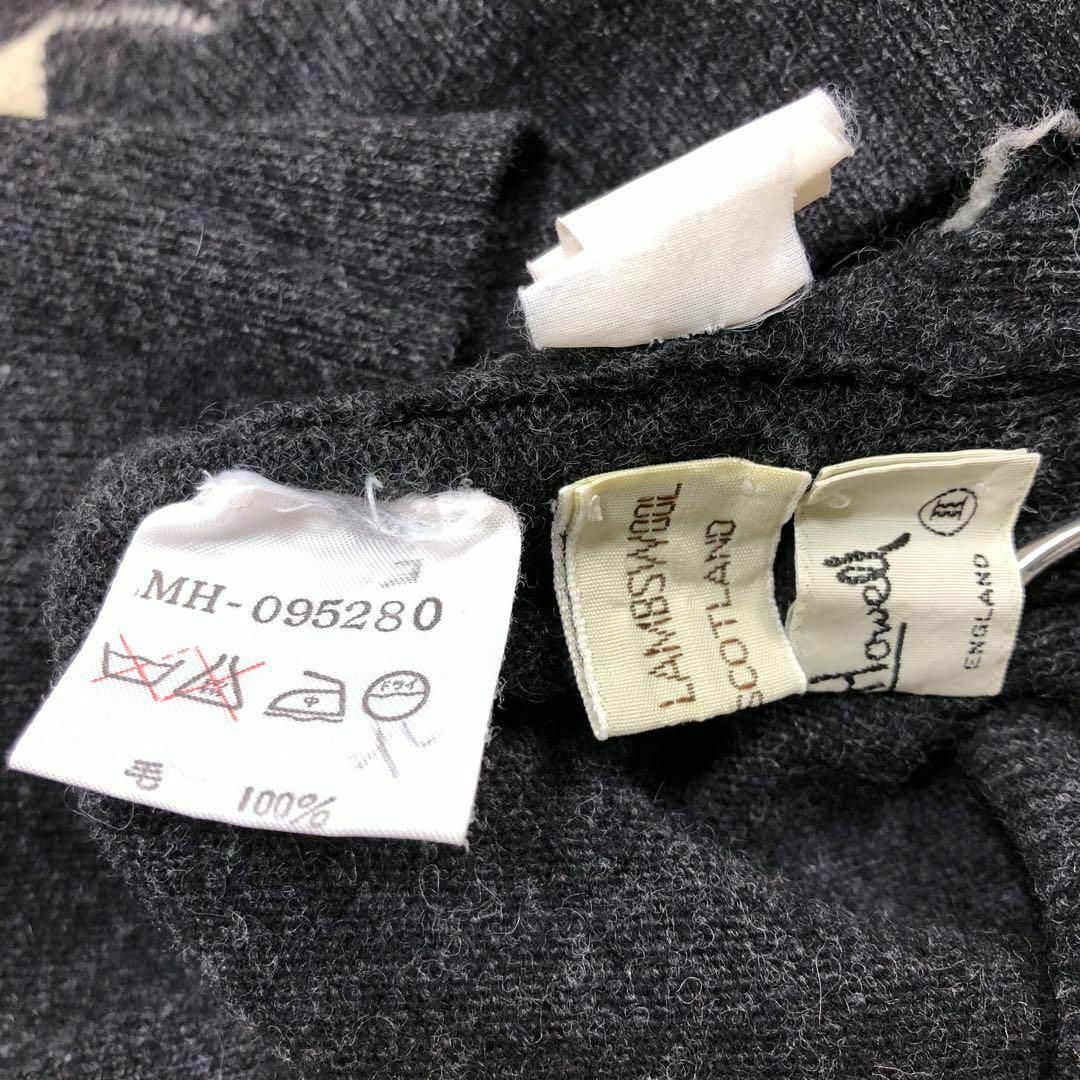 MH-095280
ドライ
毛 100%
LAMBSWOOL
SCOTLAND
Howell
ENGLAND